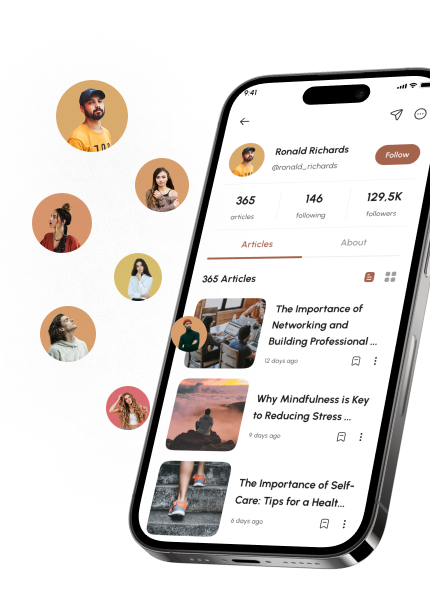 9:41
Ronald Richards
@ronald_richards
Follow
365
articles
146
following
129,5K
followers
Articles
About
365 Articles
The Importance of
Networking and
Building Professional ...
12 days ago
Why Mindfulness is Key
to Reducing Stress ...
9 days ago
The Importance of Self-
Care: Tips for a Healt...
6 days ago